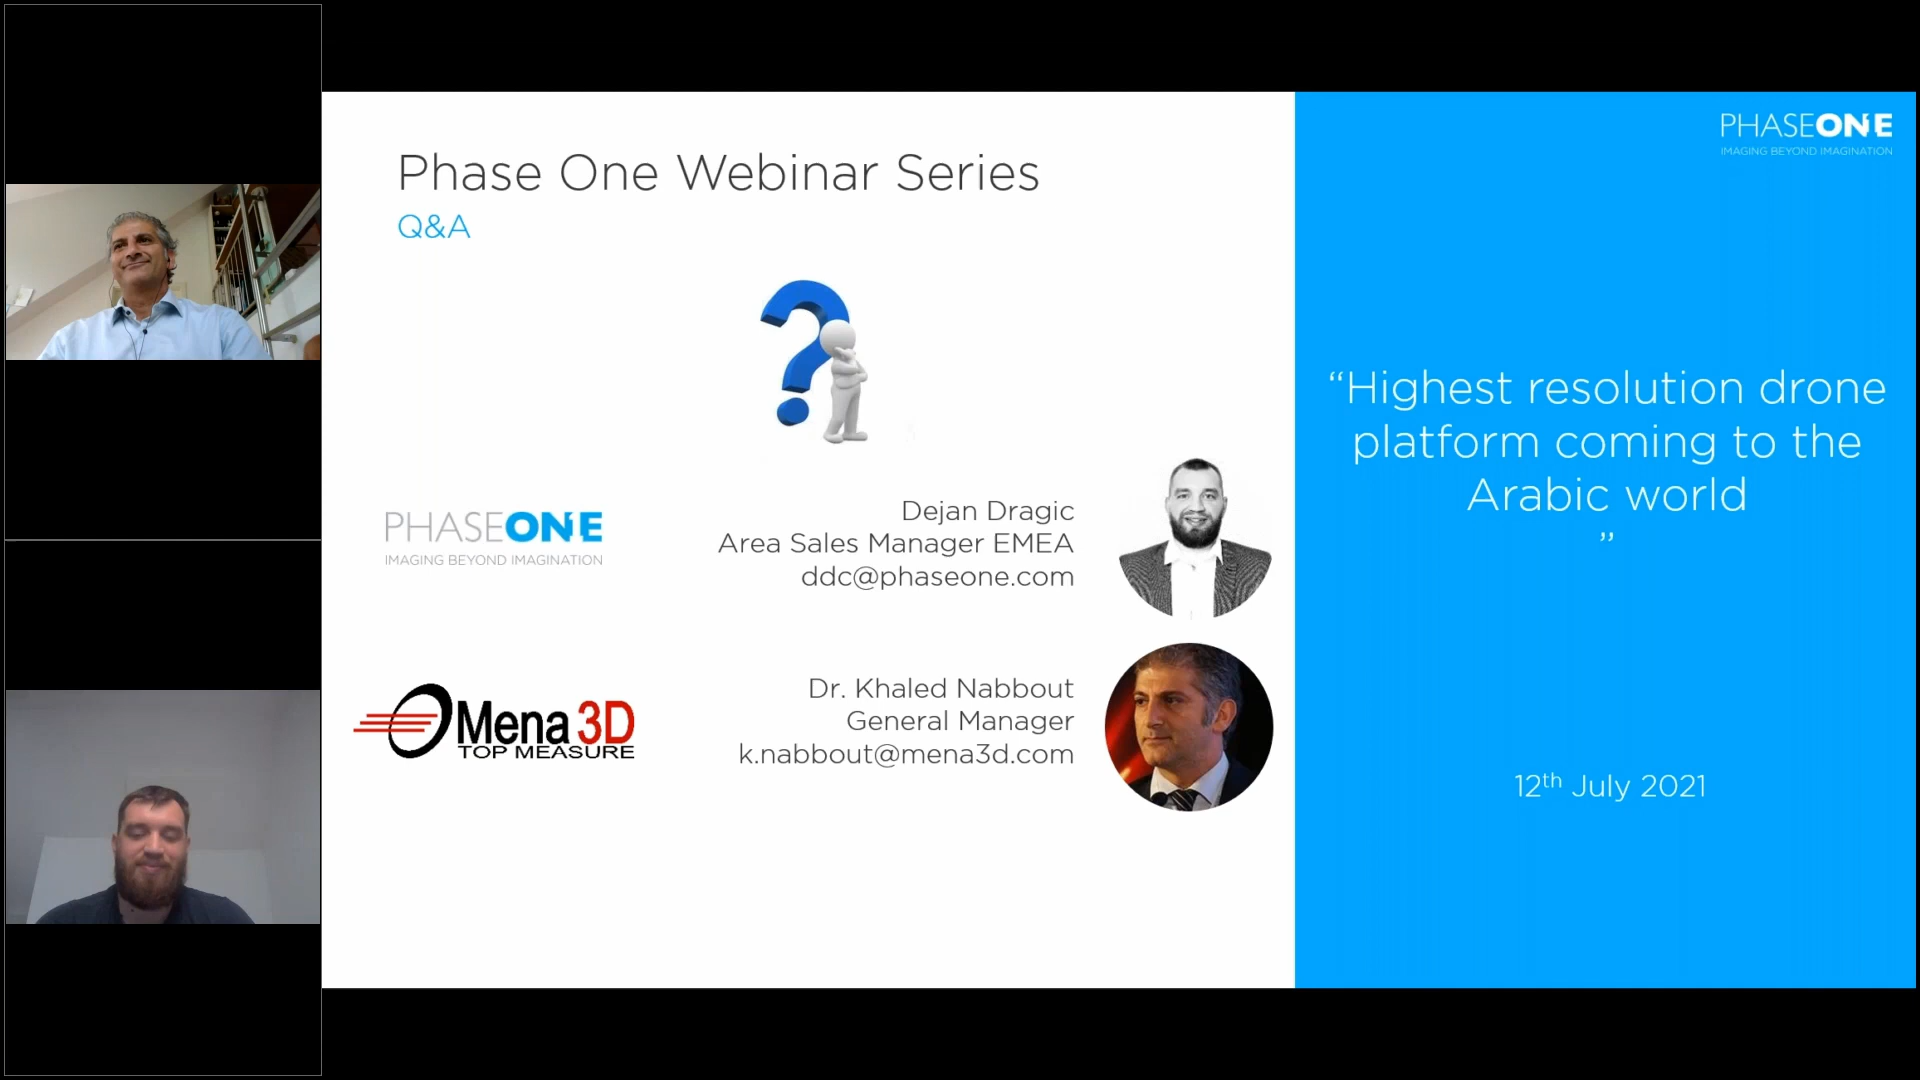 Phase One Webinar Series
Q&A
PHASEONE
IMAGING BEYOND IMAGINATION
Dejan Dragic
Area Sales Manager EMEA
ddc@phaseone.com
Mena 3D
TOP MEASURE
Dr. Khaled Nabbout
General Manager
k.nabbout@mena3d.com
PHASEONE
IMAGING BEYOND IMAGINATION
“Highest resolution drone
platform coming to the
Arabic world
”
12th July 2021